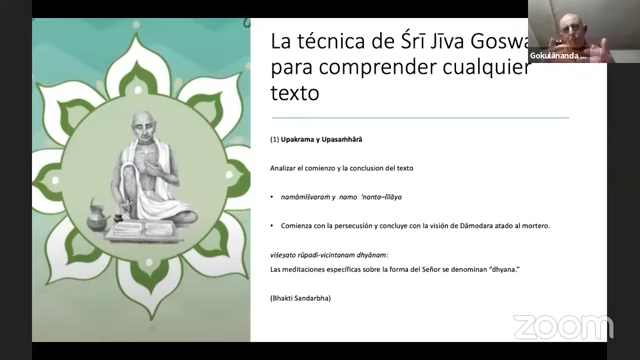 La técnica de Śrī Jīva
para comprender cualquier
texto
(1) Upakrama y Upasaṁhārā
Analizar el comienzo y la conclusion del texto
• namāmīśvaraṁ y namo 'nanta–līlāya
• Comienza con la persecusión y concluye con la visión de Dāmodara atado al mortero.
viśeṣato rūpadi-vicintanam dhyānam:
Las meditaciones específicas sobre la forma del Señor se denominan "dhyana."
(Bhakti Sandarbha)
Gokulānanda
zoom